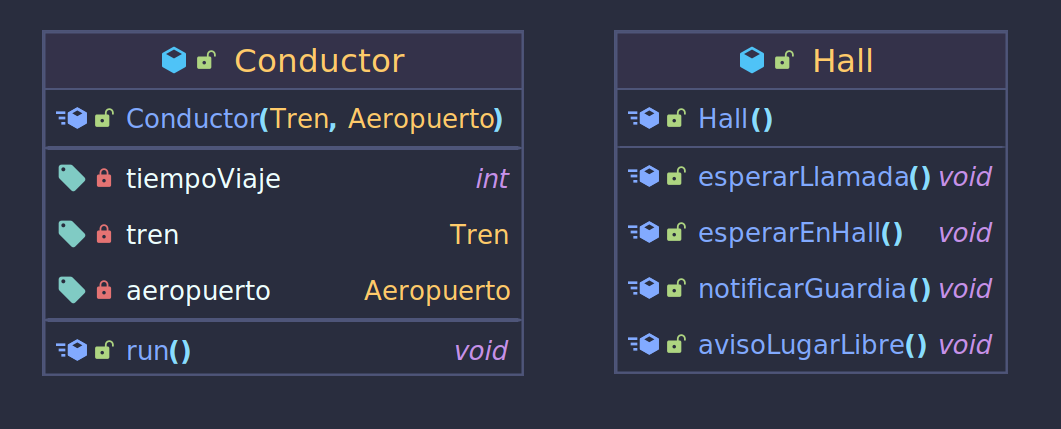 Conductor
Conductor(Tren, Aeropuerto)
tiempoViaje int
tren Tren
aeropuerto Aeropuerto
run() void
Hall
Hall()
esperarLlamada() void
esperarEnHall() void
notificarGuardia() void
avisoLugarLibre() void